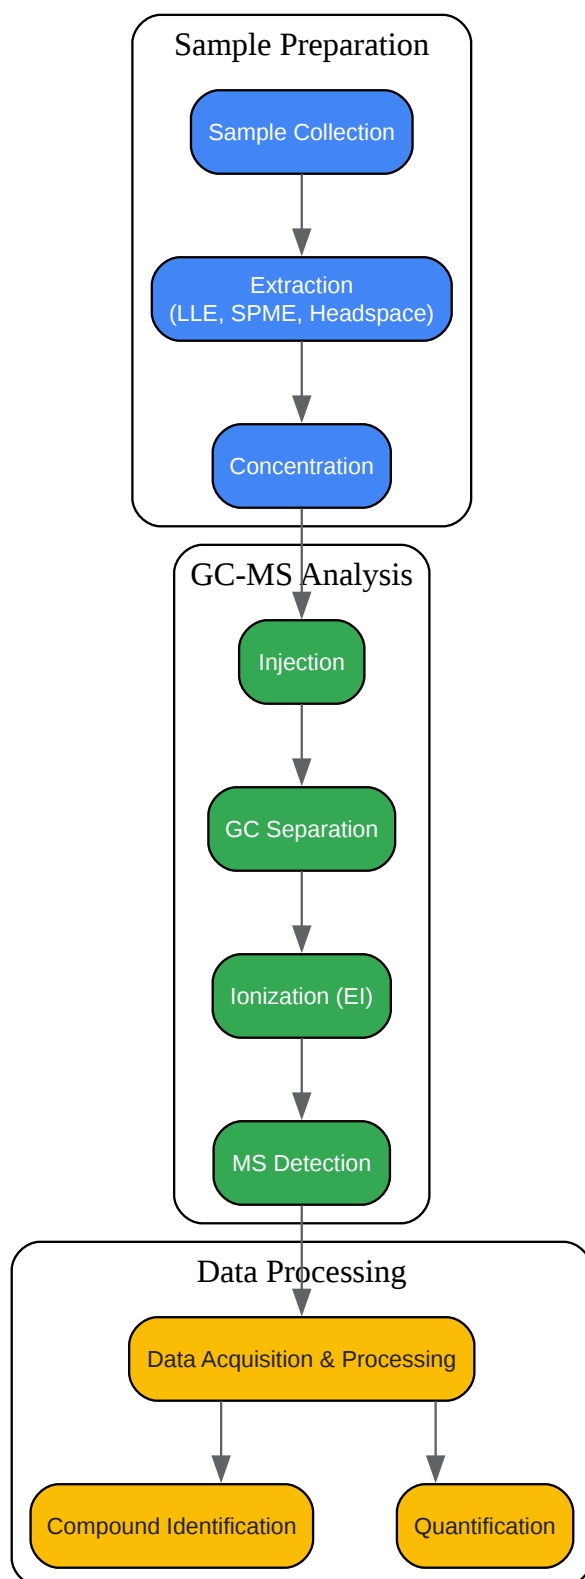 Sample Preparation
Sample Collection
Extraction
(LLE, SPME, Headspace)
Concentration
GC-MS Analysis
Injection
GC Separation
Ionization (EI)
MS Detection
Data Processing
Data Acquisition & Processing
Compound Identification
Quantification